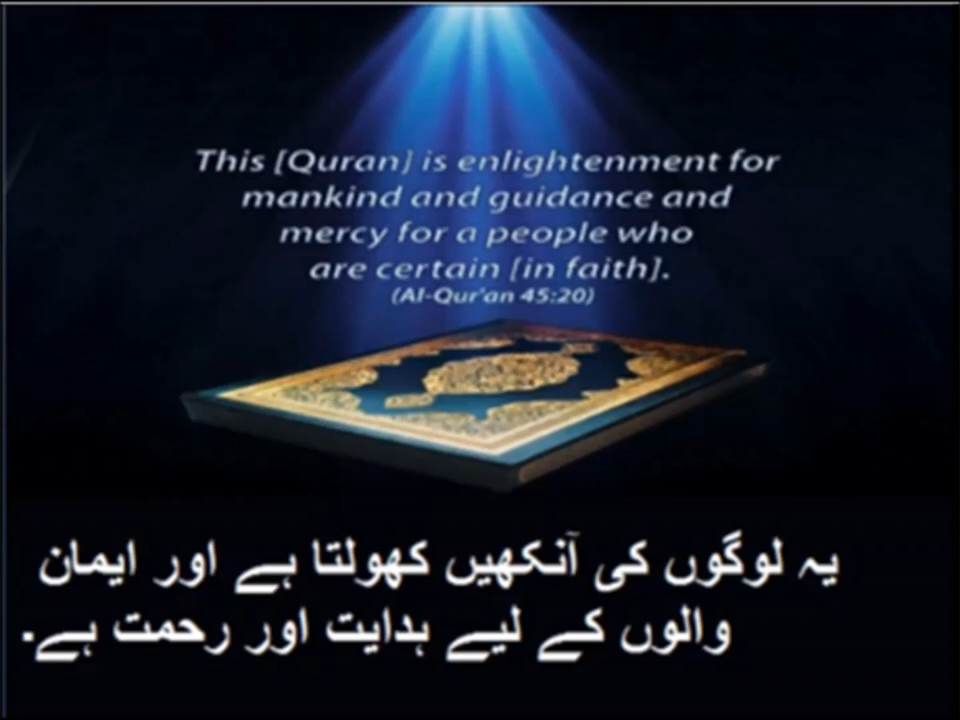 This [Quran] is enlightenment for
mankind and guidance and
mercy for a people who
are certain [in faith].
(Al-Qur'an 45:20)
یہ لوگوں کی آنکھیں کھولتا ہے اور ایمان
والوں کے لیے ہدایت اور رحمت ہے۔